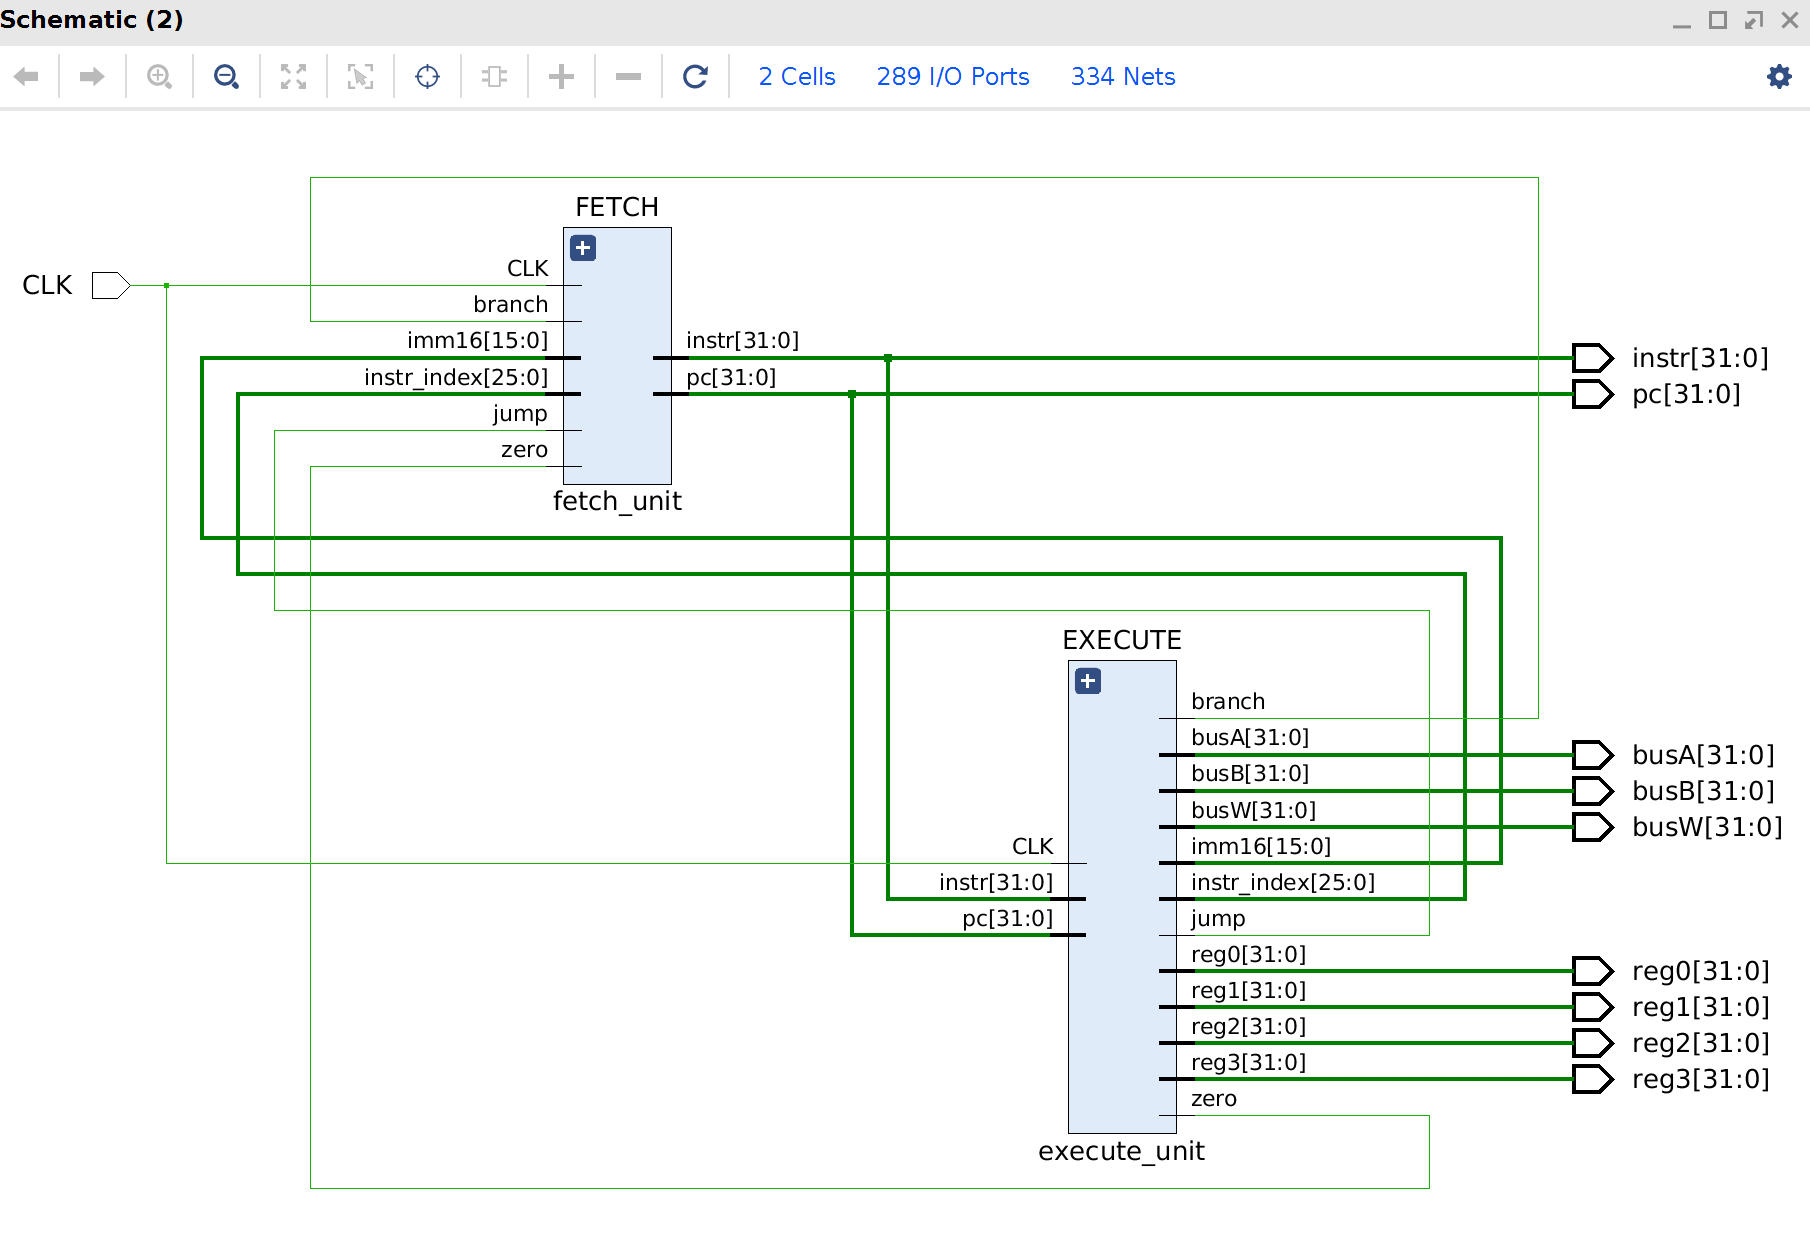 Schematic (2)
2 Cells 289 I/O Ports 334 Nets
FETCH
CLK
CLK
branch
imm16[15:0]
instr_index[25:0]
jump
zero
instr[31:0]
pc[31:0]
fetch_unit
instr[31:0]
pc[31:0]
EXECUTE
CLK
instr[31:0]
pc[31:0]
branch
busA[31:0]
busB[31:0]
busW[31:0]
imm16[15:0]
instr_index[25:0]
jump
reg0[31:0]
reg1[31:0]
reg2[31:0]
reg3[31:0]
zero
execute_unit
busA[31:0]
busB[31:0]
busW[31:0]
reg0[31:0]
reg1[31:0]
reg2[31:0]
reg3[31:0]